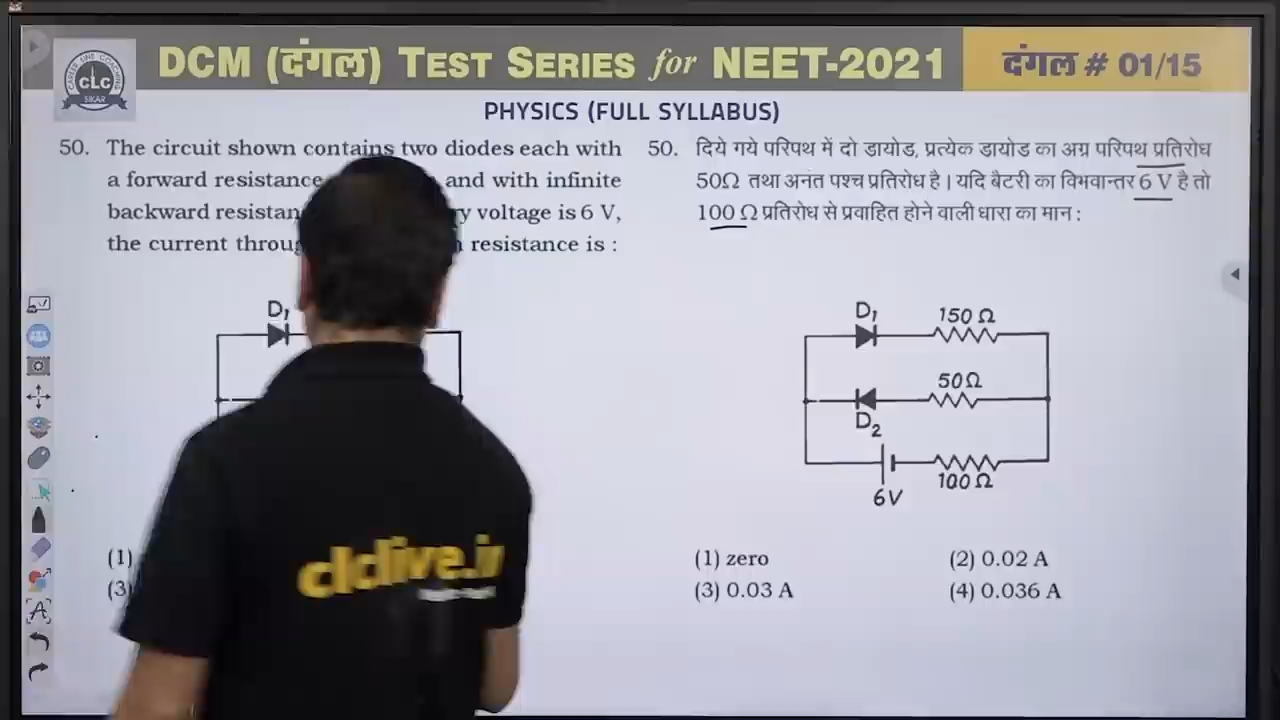 DCM (दंगल) TEST SERIES for NEET-2021
दंगल # 01/15
CLC
SIKAR
PHYSICS (FULL SYLLABUS)
50. The circuit shown contains two diodes each with
a forward resistance and with infinite
backward voltage is 6 V,
the current resistance is :
D₁
(1)
(3)
50. दिये गये परिपथ में दो डायोड, प्रत्येक डायोड का अग्र परिपथ प्रतिरोध
50Ω तथा अनंत पश्च प्रतिरोध है। यदि बैटरी का विभवान्तर 6 V है तो
100 Ω प्रतिरोध से प्रवाहित होने वाली धारा का मान :
D₁ 150 Ω
50Ω
D₂
6V 100 Ω
(1) zero (2) 0.02 A
(3) 0.03 A (4) 0.036 A
clclive.in